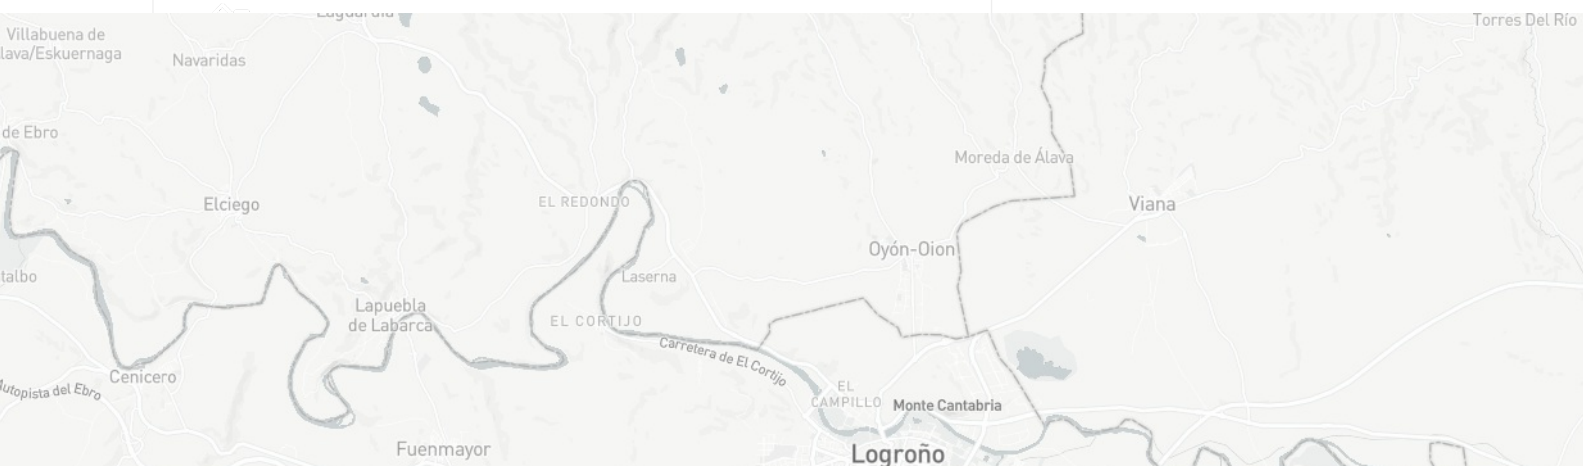 Laguardia
Torres Del Río
Villabuena de
lava/Eskuernaga
Navaridas
de Ebro
Moreda de Álava
EL REDONDO
Elciego
Viana
Oyón-Oion
talbo
Laserna
Lapuebla
de Labarca
EL CORTIJO
Carretera de El Cortijo
Cenicero
Autopista del Ebro
EL
CAMPILLO
Monte Cantabria
Fuenmayor
Logroño